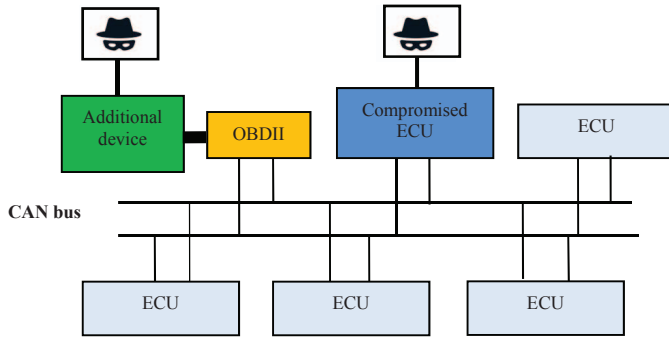 Additional
device
OBDII
Compromised
ECU
ECU
CAN bus
ECU
ECU
ECU